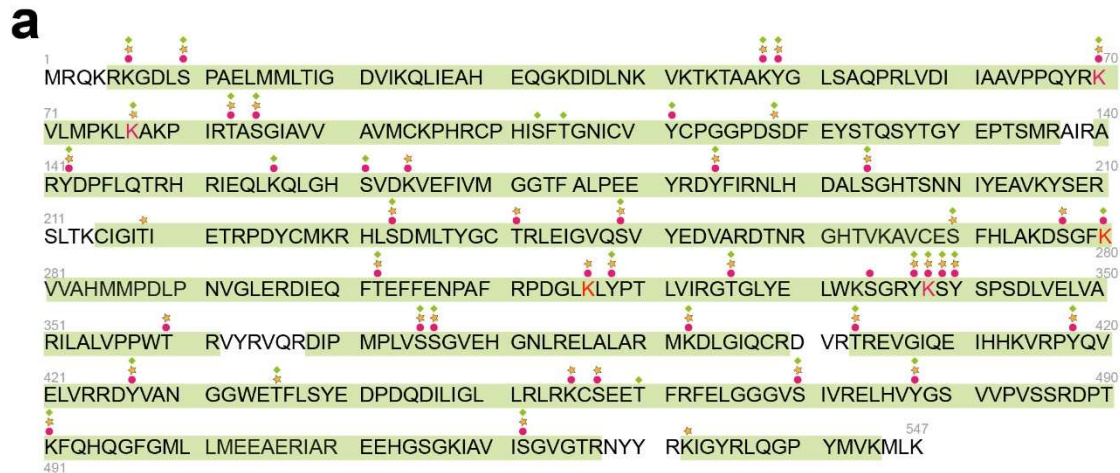 a
1
MRQKRKGDLS PAELMMLTIG DVIKQLIEAH EQGKDIDLNK VKTKTAAKYG LSAQPRLVDI IAAVPPQYRK
70
71
VLMPKLKAKP IRTASGIAVV AVMCKPHRCP HISFTGNICV YCPGGPDSDF EYSTQSYTGY EPTSMRAIRA
140
141
RYDPFLQTRH RIEQLKQLGH SVDKVEFIVM GGTFALPEE YRDYFIRNLH DALSGHTSNN IYEAVKYSER
210
211
SLTKCIGITI ETRPDYCMKRH HLSDMLTYGC TRLEIGVQSV YEDVARDTNR GHTVKAVCES FHLAKDSGFK
280
281
VVAHMMPDLP NVGLERDIEQ FTEFFENPAF RPDGLKLYPT LVIRGTGLYE LWKSGRYKSY SPSDLVELVA
350
351
RILALVPPWT RVYRVQRDIP MPLVSSGVEH GNLRELALAR MKDLGIQCRD VRTREVGIQE IHHKVRPYQV
420
421
ELVRRDYVAN GGWETFLSYE DPDQDILIGL LRLRKCSEET FRFELGGGVS IVRELHVYGS VVPVSSRDPT
490
KFQHQGFGML LMEEAERIAR EEHGSGKIAV ISGVGTRNYY RKIGYRLQGP YMVKMLK
491
547